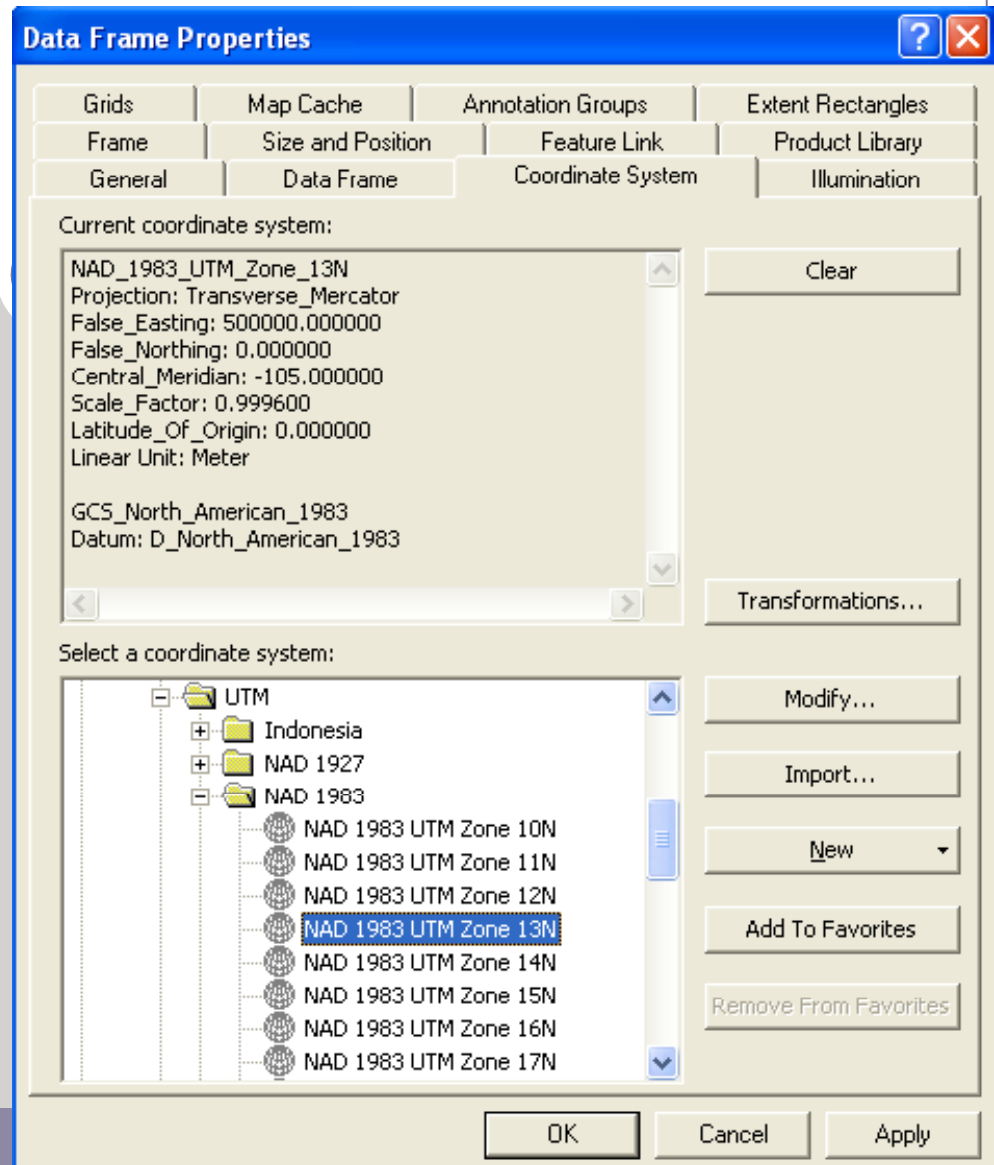 Data Frame Properties
Grids Map Cache Annotation Groups Extent Rectangles
Frame Size and Position Feature Link Product Library
General Data Frame Coordinate System Illumination
Current coordinate system:
NAD_1983_UTM_Zone_13N
Projection: Transverse_Mercator
False_Easting: 500000.000000
False_Northing: 0.000000
Central_Meridian: -105.000000
Scale_Factor: 0.999600
Latitude_Of_Origin: 0.000000
Linear Unit: Meter
GCS_North_American_1983
Datum: D_North_American_1983
Clear
Transformations...
Select a coordinate system:
UTM
Indonesia
NAD 1927
NAD 1983
NAD 1983 UTM Zone 10N
NAD 1983 UTM Zone 11N
NAD 1983 UTM Zone 12N
NAD 1983 UTM Zone 13N
NAD 1983 UTM Zone 14N
NAD 1983 UTM Zone 15N
NAD 1983 UTM Zone 16N
NAD 1983 UTM Zone 17N
Modify...
Import...
New
Add To Favorites
Remove From Favorites
OK Cancel Apply